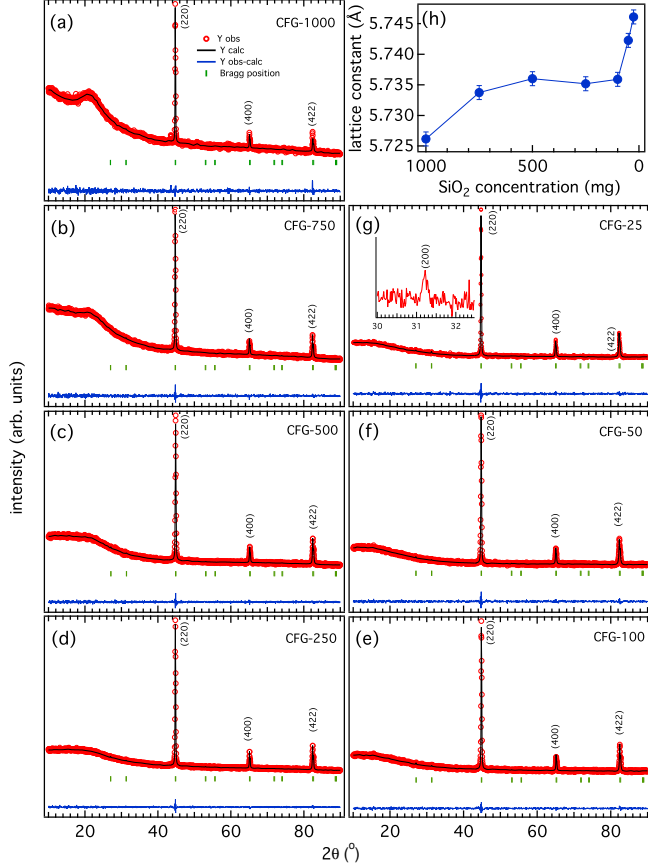 (a)
(220)
CFG-1000
Y obs
Y calc
Y obs-calc
Bragg position
(400)
(422)
(h)
lattice constant (Å)
5.745
5.735
5.733
5.725
1000
500
0
SiO2 concentration (mg)
(b)
(220)
CFG-750
(400)
(422)
(g)
(220)
CFG-25
(200)
30
31
32
(400)
(422)
intensity (arb. units)
(c)
(220)
CFG-500
(400)
(422)
(f)
(220)
CFG-50
(400)
(422)
(d)
(220)
CFG-250
(400)
(422)
(e)
(220)
CFG-100
(400)
(422)
20
40
60
80
20
40
60
80
2θ (°)